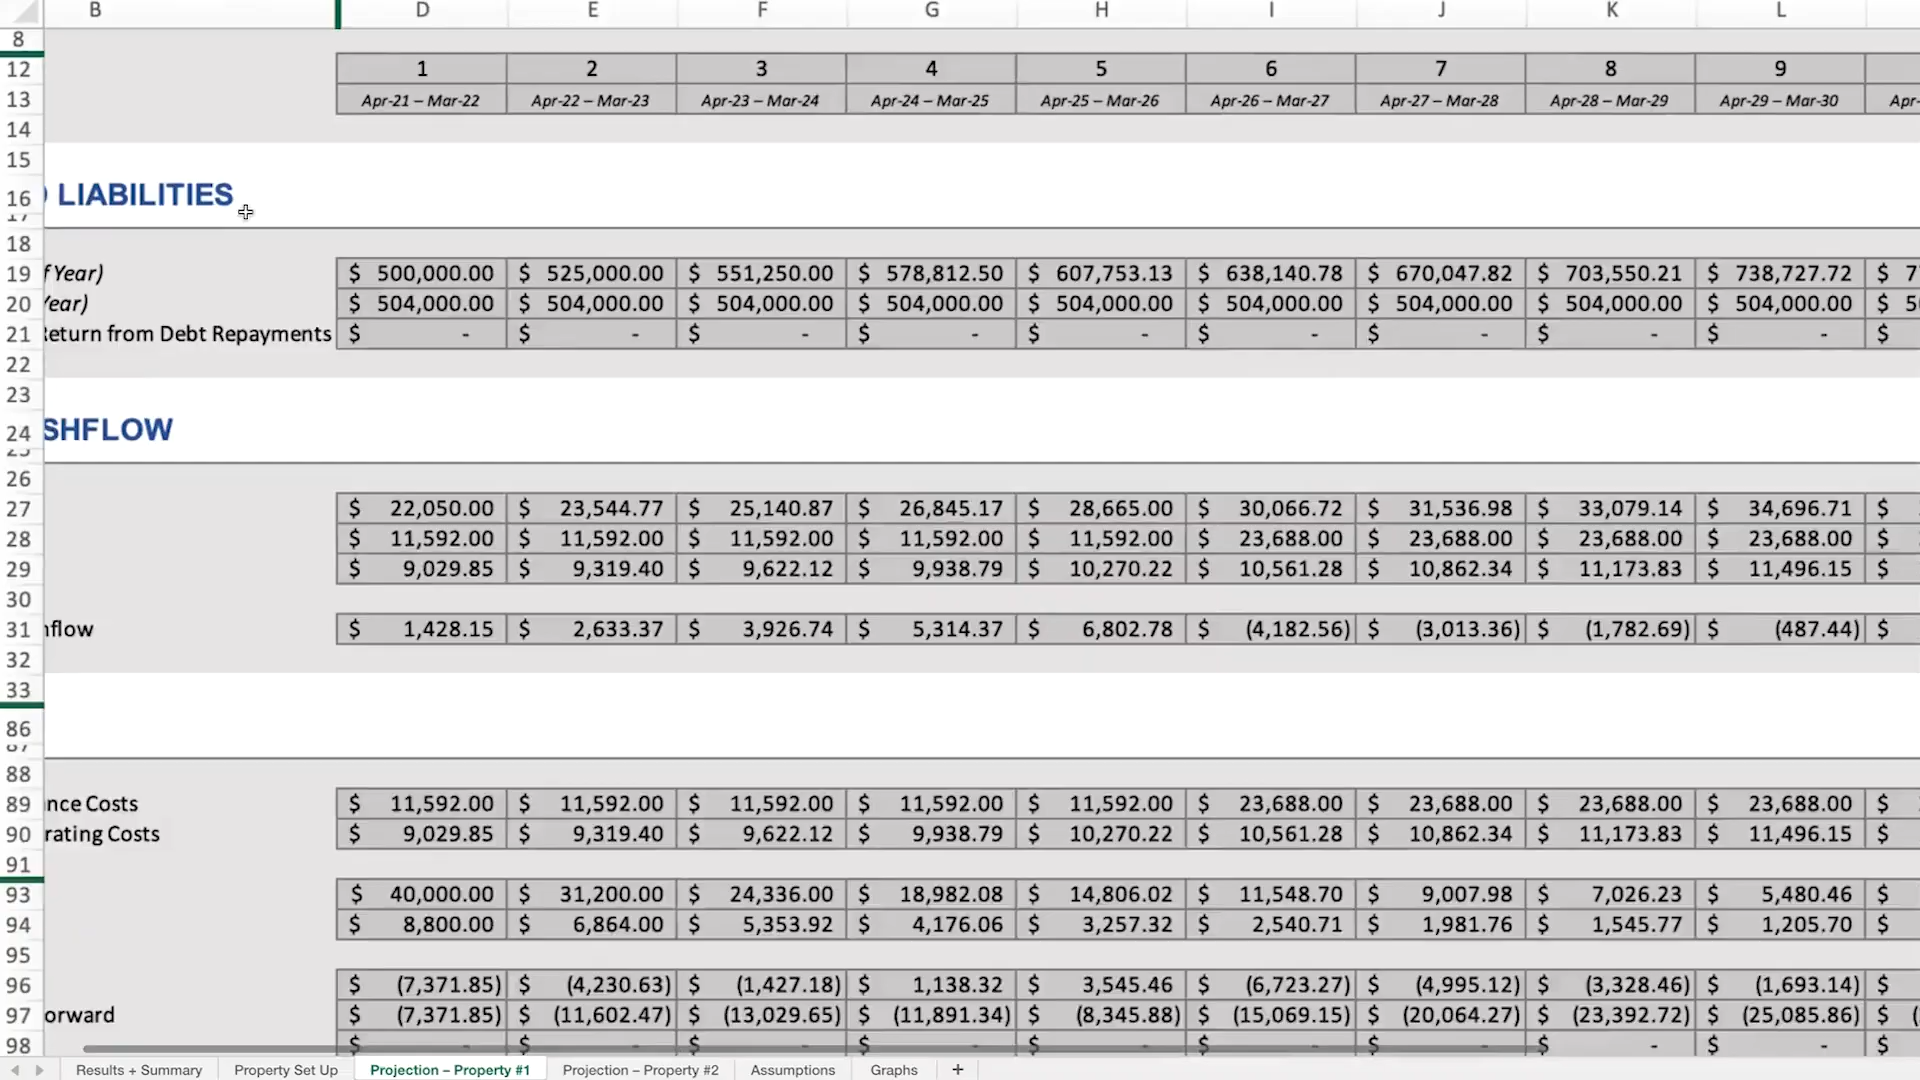 B D E F G H I J K L
8
12 1 2 3 4 5 6 7 8 9
13 Apr-21 – Mar-22 Apr-22 – Mar-23 Apr-23 – Mar-24 Apr-24 – Mar-25 Apr-25 – Mar-26 Apr-26 – Mar-27 Apr-27 – Mar-28 Apr-28 – Mar-29 Apr-29 – Mar-30 Apr-
14
15
16 LIABILITIES
17
18
19 f Year) $ 500,000.00 $ 525,000.00 $ 551,250.00 $ 578,812.50 $ 607,753.13 $ 638,140.78 $ 670,047.82 $ 703,550.21 $ 738,727.72 $ 7
20 Year) $ 504,000.00 $ 504,000.00 $ 504,000.00 $ 504,000.00 $ 504,000.00 $ 504,000.00 $ 504,000.00 $ 504,000.00 $ 504,000.00 $ 50
21 Return from Debt Repayments $ - $ - $ - $ - $ - $ - $ - $ - $ - $
22
23
24 SHFLOW
25
26
27 $ 22,050.00 $ 23,544.77 $ 25,140.87 $ 26,845.17 $ 28,665.00 $ 30,066.72 $ 31,536.98 $ 33,079.14 $ 34,696.71 $
28 $ 11,592.00 $ 11,592.00 $ 11,592.00 $ 11,592.00 $ 11,592.00 $ 23,688.00 $ 23,688.00 $ 23,688.00 $ 23,688.00 $
29 $ 9,029.85 $ 9,319.40 $ 9,622.12 $ 9,938.79 $ 10,270.22 $ 10,561.28 $ 10,862.34 $ 11,173.83 $ 11,496.15 $
30
31 hflow $ 1,428.15 $ 2,633.37 $ 3,926.74 $ 5,314.37 $ 6,802.78 $ (4,182.56) $ (3,013.36) $ (1,782.69) $ (487.44) $
32
33
86
87
88
89 nce Costs $ 11,592.00 $ 11,592.00 $ 11,592.00 $ 11,592.00 $ 11,592.00 $ 23,688.00 $ 23,688.00 $ 23,688.00 $ 23,688.00 $
90 rating Costs $ 9,029.85 $ 9,319.40 $ 9,622.12 $ 9,938.79 $ 10,270.22 $ 10,561.28 $ 10,862.34 $ 11,173.83 $ 11,496.15 $
91
93 $ 40,000.00 $ 31,200.00 $ 24,336.00 $ 18,982.08 $ 14,806.02 $ 11,548.70 $ 9,007.98 $ 7,026.23 $ 5,480.46 $
94 $ 8,800.00 $ 6,864.00 $ 5,353.92 $ 4,176.06 $ 3,257.32 $ 2,540.71 $ 1,981.76 $ 1,545.77 $ 1,205.70 $
95
96 $ (7,371.85) $ (4,230.63) $ (1,427.18) $ 1,138.32 $ 3,545.46 $ (6,723.27) $ (4,995.12) $ (3,328.46) $ (1,693.14) $
97 orward $ (7,371.85) $ (11,602.47) $ (13,029.65) $ (11,891.34) $ (8,345.88) $ (15,069.15) $ (20,064.27) $ (23,392.72) $ (25,085.86) $ (
98 $ - $ - $ - $ - $ - $ - $ - $ - $ - $
Results + Summary Property Set Up Projection – Property #1 Projection – Property #2 Assumptions Graphs +